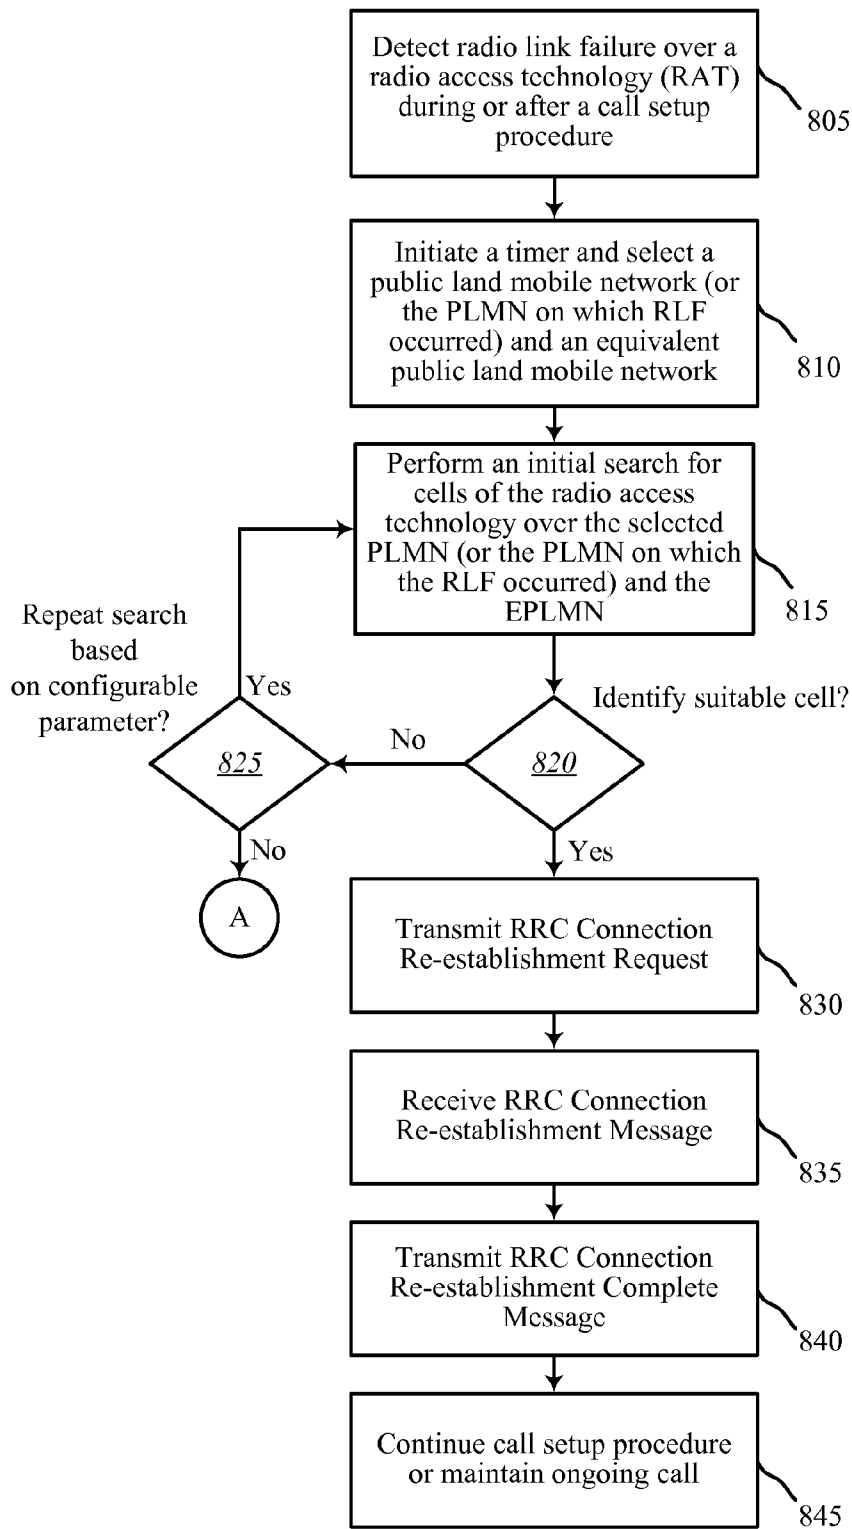 Detect radio link failure over a
radio access technology (RAT)
during or after a call setup
procedure
805
Initiate a timer and select a
public land mobile network (or
the PLMN on which RLF
occurred) and an equivalent
public land mobile network
810
Perform an initial search for
cells of the radio access
technology over the selected
PLMN (or the PLMN on which
the RLF occurred) and the
EPLMN
815
Repeat search
based
on configurable
parameter?
Yes
Identify suitable cell?
825
No
820
No
Yes
A
Transmit RRC Connection
Re-establishment Request
830
Receive RRC Connection
Re-establishment Message
835
Transmit RRC Connection
Re-establishment Complete
Message
840
Continue call setup procedure
or maintain ongoing call
845